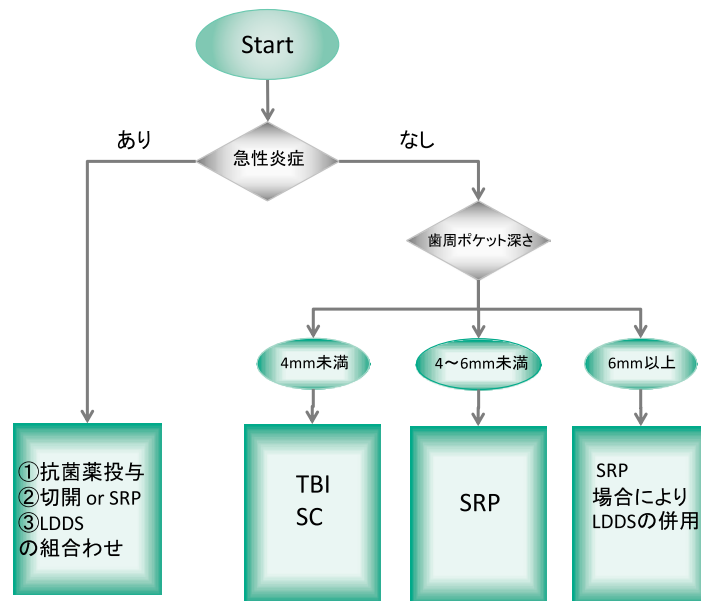 Start
あり
急性炎症
なし
歯周ポケット深さ
4mm未満
4～6mm未満
6mm以上
①抗菌薬投与
②切開 or SRP
③LDDS
の組合わせ
TBI
SC
SRP
SRP
場合により
LDDSの併用